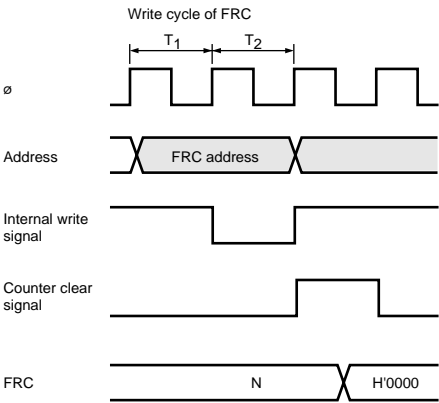 Write cycle of FRC
T1 T2
ø
Address FRC address
Internal write
signal
Counter clear
signal
FRC N H'0000